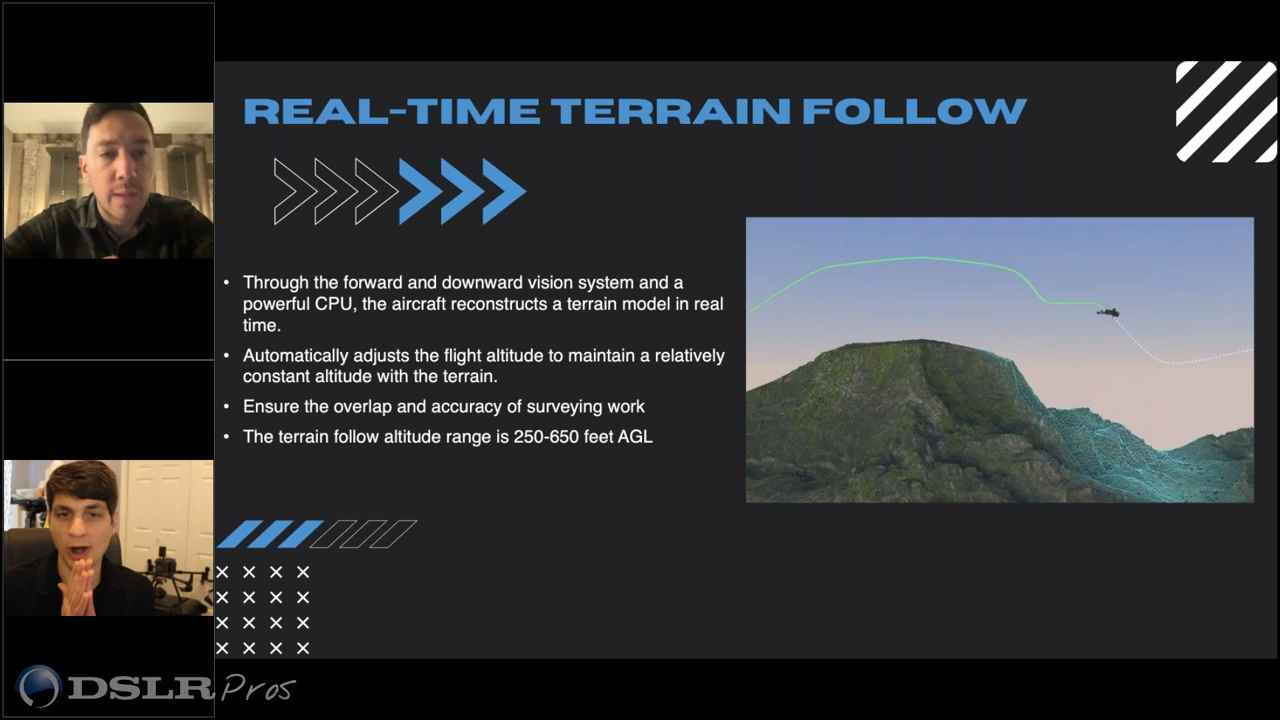 REAL-TIME TERRAIN FOLLOW
• Through the forward and downward vision system and a
powerful CPU, the aircraft reconstructs a terrain model in real
time.
• Automatically adjusts the flight altitude to maintain a relatively
constant altitude with the terrain.
• Ensure the overlap and accuracy of surveying work
• The terrain follow altitude range is 250-650 feet AGL
DSLR Pros